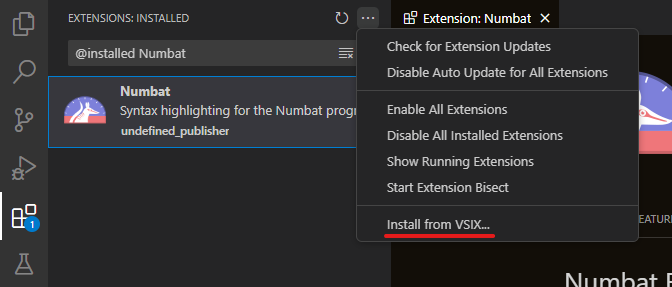 EXTENSIONS: INSTALLED
Extension: Numbat
@installed Numbat
Numbat
Syntax highlighting for the Numbat progr
undefined_publisher
Check for Extension Updates
Disable Auto Update for All Extensions
Enable All Extensions
Disable All Installed Extensions
Show Running Extensions
Start Extension Bisect
Install from VSIX...
1
EATURE
Numbat